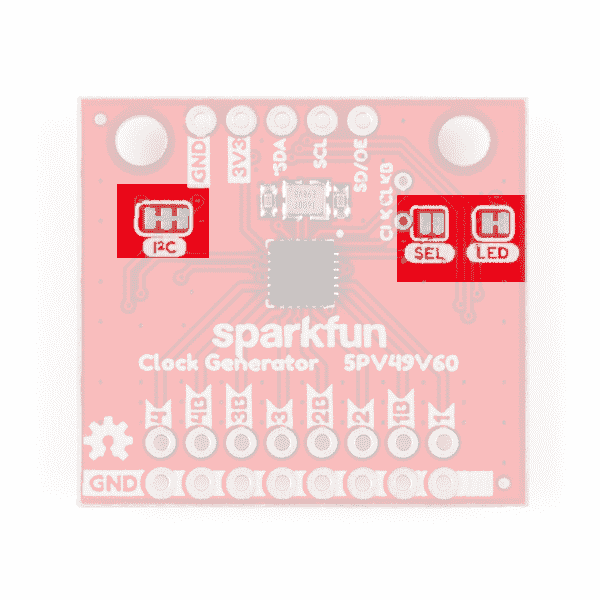 GND 3V3 SDA SCL SD/OE
CLKB
CLK
I²C
SEL LED
sparkfun
Clock Generator 5PV49V60
4 4B 3B 3 2B 2 1B 1
GND